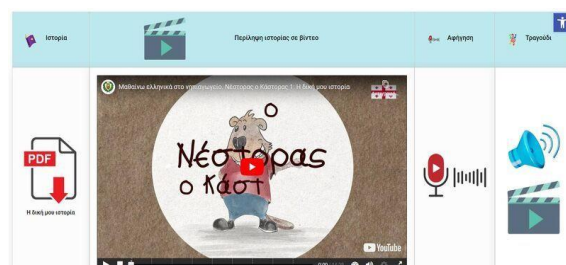 Ιστορία
Περίληψη ιστορίας σε βίντεο
Αφήγηση
Τραγούδι
Μαθαίνω ελληνικά στο νηπιαγωγείο. Νέστορας ο Κάστορας 1. Η δική μου ιστορία
ο
Νέστορας
ο Κάστ
PDF
Η δική μου ιστορία
YouTube